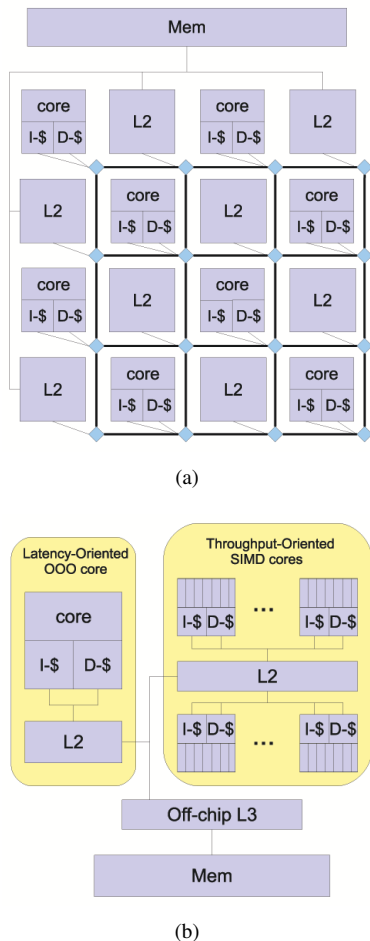 Mem
core L2 core L2
I-$ D-$ I-$ D-$
L2 core L2 core
I-$ D-$ I-$ D-$
core L2 core L2
I-$ D-$ I-$ D-$
L2 core L2 core
I-$ D-$ I-$ D-$
(a)
Latency-Oriented
OOO core
core
I-$ D-$
L2
Throughput-Oriented
SIMD cores
I-$ D-$ ... I-$ D-$
L2
I-$ D-$ ... I-$ D-$
Off-chip L3
Mem
(b)